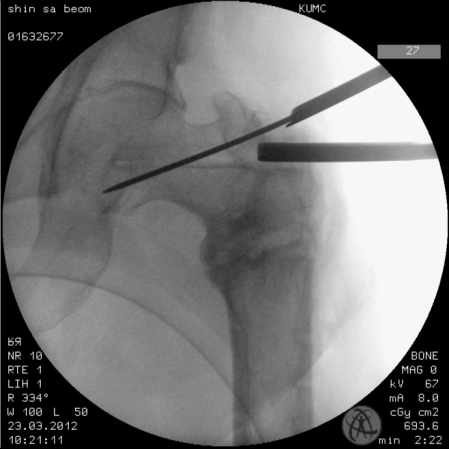 shin sa beom
KUMC
01632677
27
NR 10
RTE 1
LIH 1
R 334°
W 100 L 50
23.03.2012
10:21:11
BONE
MAG 0
kV 67
mA 8.0
cGy cm2
693.6
min 2:22